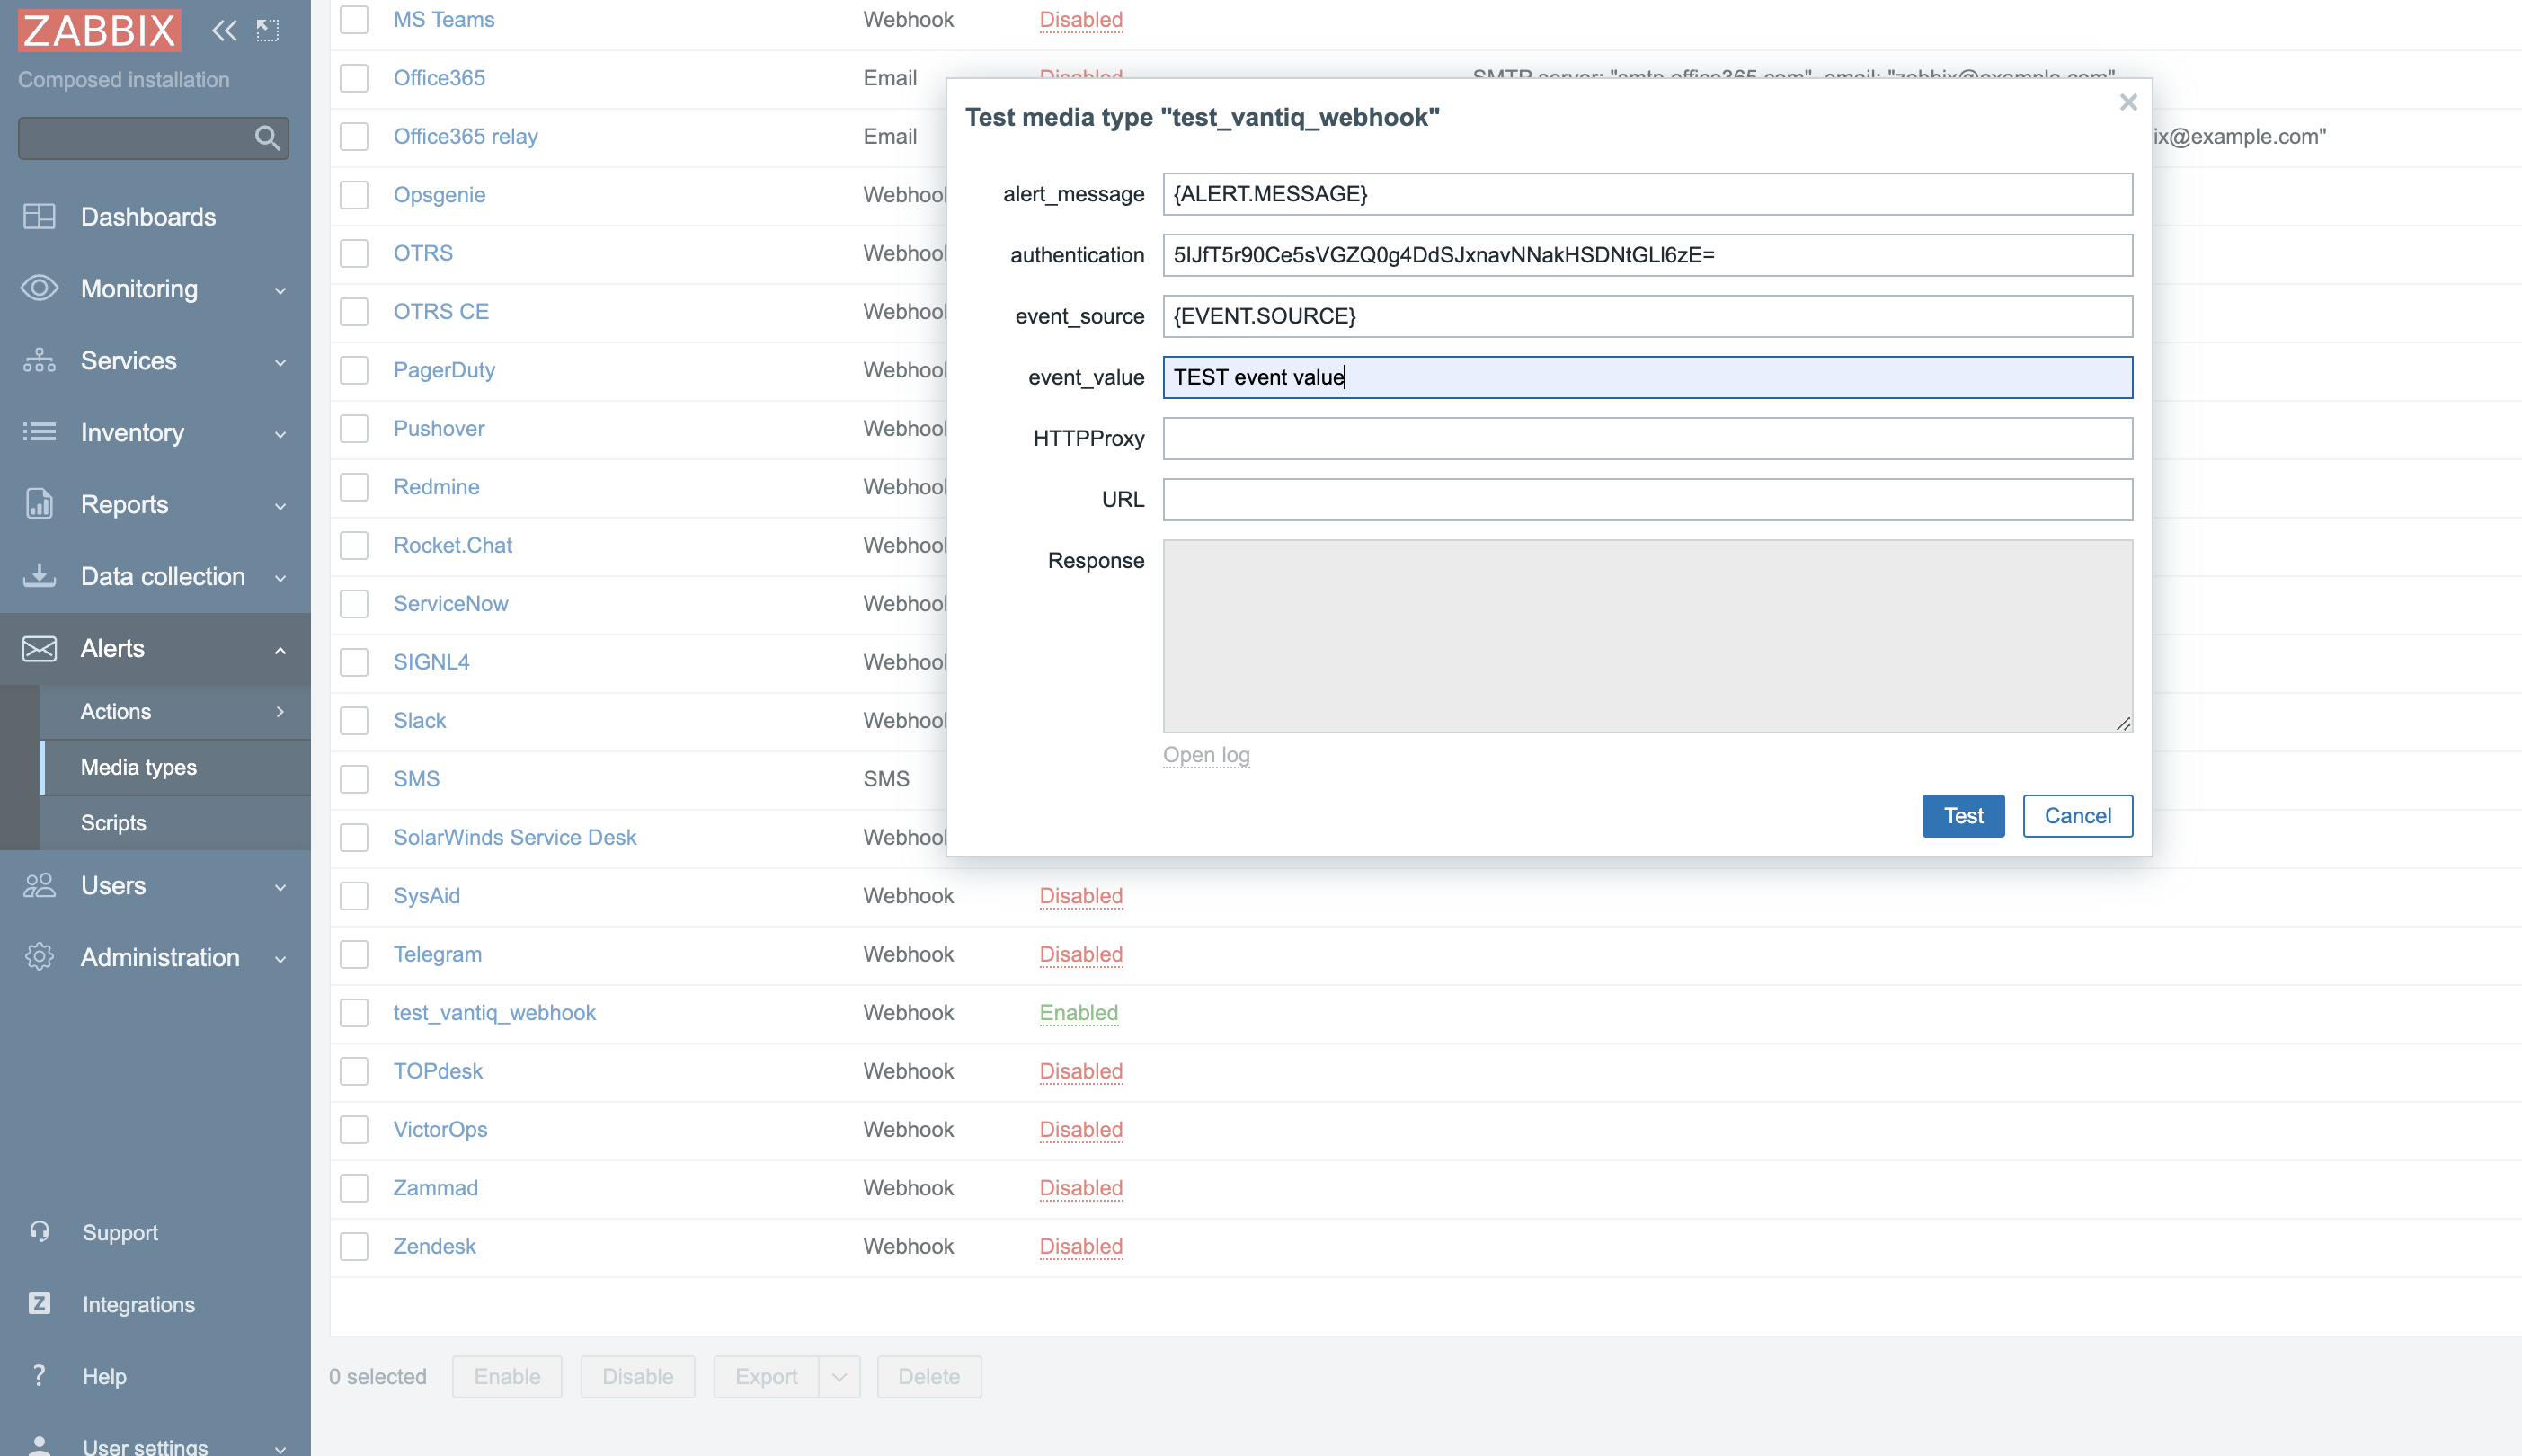 ZABBIX
Composed installation
Dashboards
Monitoring
Services
Inventory
Reports
Data collection
Alerts
Actions
Media types
Scripts
Users
Administration
Support
Integrations
Help
User settings
MS Teams Webhook Disabled
Office365 Email Disabled SMTP server: "smtp.office365.com", email: "zabbix@example.com"
Office365 relay Email ix@example.com"
Opsgenie Webhook
OTRS Webhook
OTRS CE Webhook
PagerDuty Webhook
Pushover Webhook
Redmine Webhook
Rocket.Chat Webhook
ServiceNow Webhook
SIGNL4 Webhook
Slack Webhook
SMS SMS
SolarWinds Service Desk Webhook
SysAid Webhook Disabled
Telegram Webhook Disabled
test_vantiq_webhook Webhook Enabled
TOPdesk Webhook Disabled
VictorOps Webhook Disabled
Zammad Webhook Disabled
Zendesk Webhook Disabled
0 selected Enable Disable Export Delete
Test media type "test_vantiq_webhook"
alert_message {ALERT.MESSAGE}
authentication 5IJfT5r90Ce5sVGZQ0g4DdSJxnavNNakHSDNtGLl6zE=
event_source {EVENT.SOURCE}
event_value TEST event value
HTTPProxy
URL
Response
Open log
Test Cancel